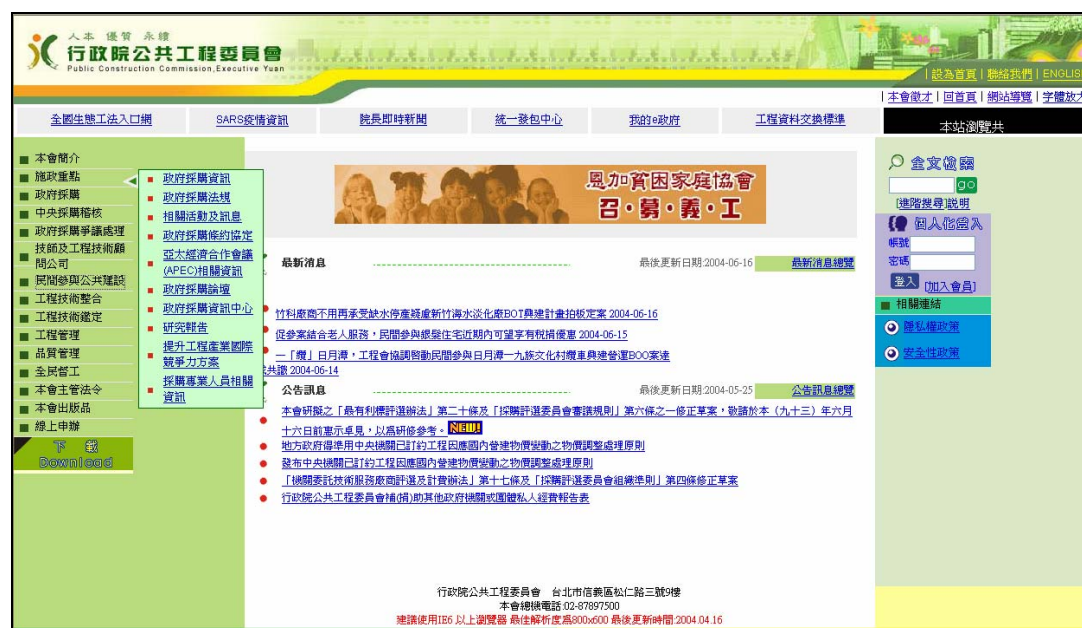 人本 優質 永續
行政院公共工程委員會
Public Construction Commission,Executive Yuan
|設為首頁|聯絡我們|ENGLIS
|本會徵才|回首頁|網站導覽|字體放大
全國生態工法入口網 SARS疫情資訊 院長即時新聞 統一發包中心 我的e政府 工程資料交換標準
本站瀏覽共
本會簡介
施政重點
政府採購
中央採購稽核
政府採購爭議處理
技師及工程技術顧問公司
民間參與公共建設
工程技術整合
工程技術鑑定
工程管理
品質管理
全民督工
本會主管法令
本會出版品
線上申辦
下 載
Download
政府採購資訊
政府採購法規
相關活動及訊息
政府採購條約協定
亞太經濟合作會議
(APEC)相關資訊
政府採購論壇
政府採購資訊中心
研究報告
提升工程產業國際
競爭力方案
採購專業人員相關
資訊
恩加貧困家庭協會
召‧募‧義‧工
最新消息 最後更新日期:2004-06-16 最新消息總覽
竹科廠商不用再承受缺水停產疑慮新竹海水淡化廠BOT興建計畫拍板定案 2004-06-16
促參案結合老人服務,民間參與銀髮住宅近期內可望享有稅捐優惠 2004-06-15
一「纜」日月潭,工程會協調啟動民間參與日月潭－九族文化村纜車興建營運BOO案達
共識 2004-06-14
公告訊息 最後更新日期:2004-05-25 公告訊息總覽
本會研擬之「最有利標評選辦法」第二十條及「採購評選委員會審議規則」第六條之一修正草案,敬請於本(九十三)年六月
十六日前惠示卓見,以為研修參考。NEW!
地方政府得準用中央機關已訂約工程因應國內營建物價變動之物價調整處理原則
發布中央機關已訂約工程因應國內營建物價變動之物價調整處理原則
「機關委託技術服務廠商評選及計費辦法」第十七條及「採購評選委員會組織準則」第四條修正草案
行政院公共工程委員會補(捐)助其他政府機關或團體私人經費報告表
全文檢索
go
[進階搜尋]說明
個人化登入
帳號
密碼
登入 [加入會員]
相關連結
隱私權政策
安全性政策
行政院公共工程委員會 台北市信義區松仁路三號9樓
本會總機電話:02-87897500
建議使用IE6 以上瀏覽器 最佳解析度為800x600 最後更新時間:2004.04.16